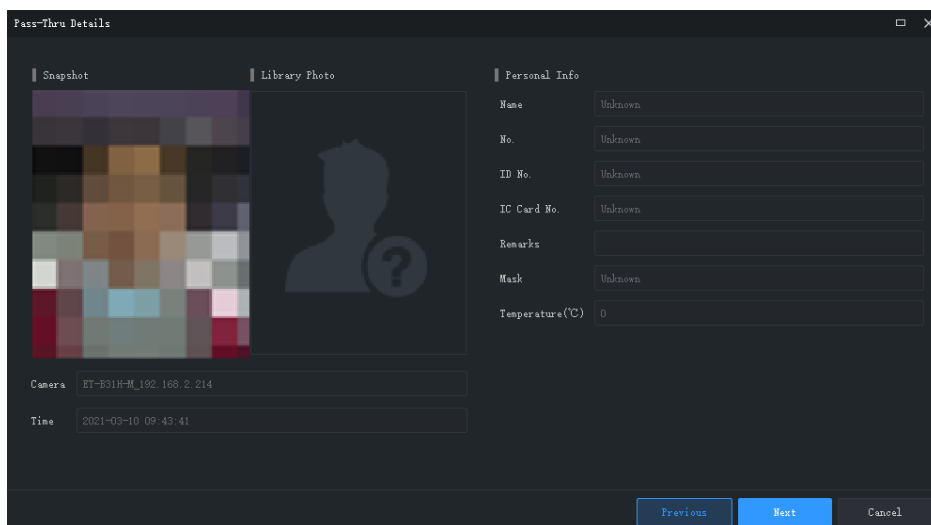 Pass-Thru Details
Snapshot
Library Photo
Personal Info
Name Unknown
No. Unknown
ID No. Unknown
IC Card No. Unknown
Remarks
Mask Unknown
Temperature(℃) 0
Camera ET-B31H-M_192.168.2.214
Time 2021-03-10 09:43:41
Previous Next Cancel